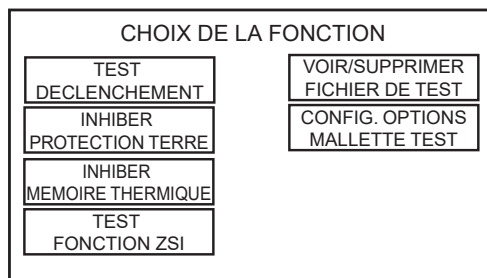 CHOIX DE LA FONCTION
TEST
DECLENCHEMENT
INHIBER
PROTECTION TERRE
INHIBER
MEMOIRE THERMIQUE
TEST
FONCTION ZSI
VOIR/SUPPRIMER
FICHIER DE TEST
CONFIG. OPTIONS
MALLETTE TEST